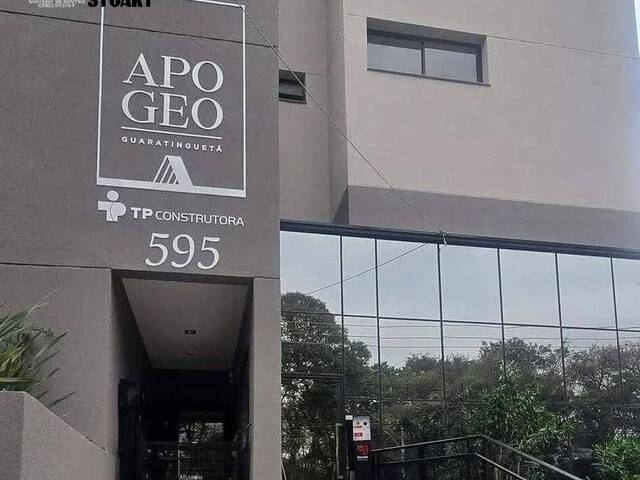 STUART
APO
GEO
GUARATINGUETÁ
TP CONSTRUTORA
595